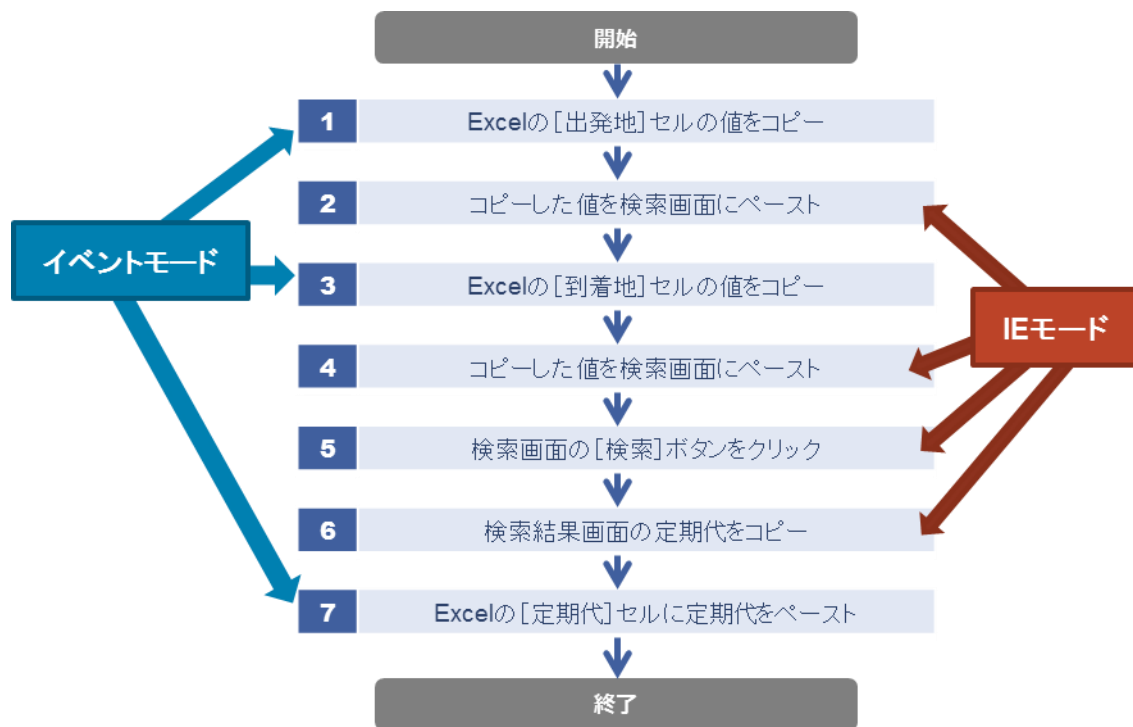 開始
1 Excelの[出発地]セルの値をコピー
2 コピーした値を検索画面にペースト
イベントモード
3 Excelの[到着地]セルの値をコピー
IEモード
4 コピーした値を検索画面にペースト
5 検索画面の[検索]ボタンをクリック
6 検索結果画面の定期代をコピー
7 Excelの[定期代]セルに定期代をペースト
終了